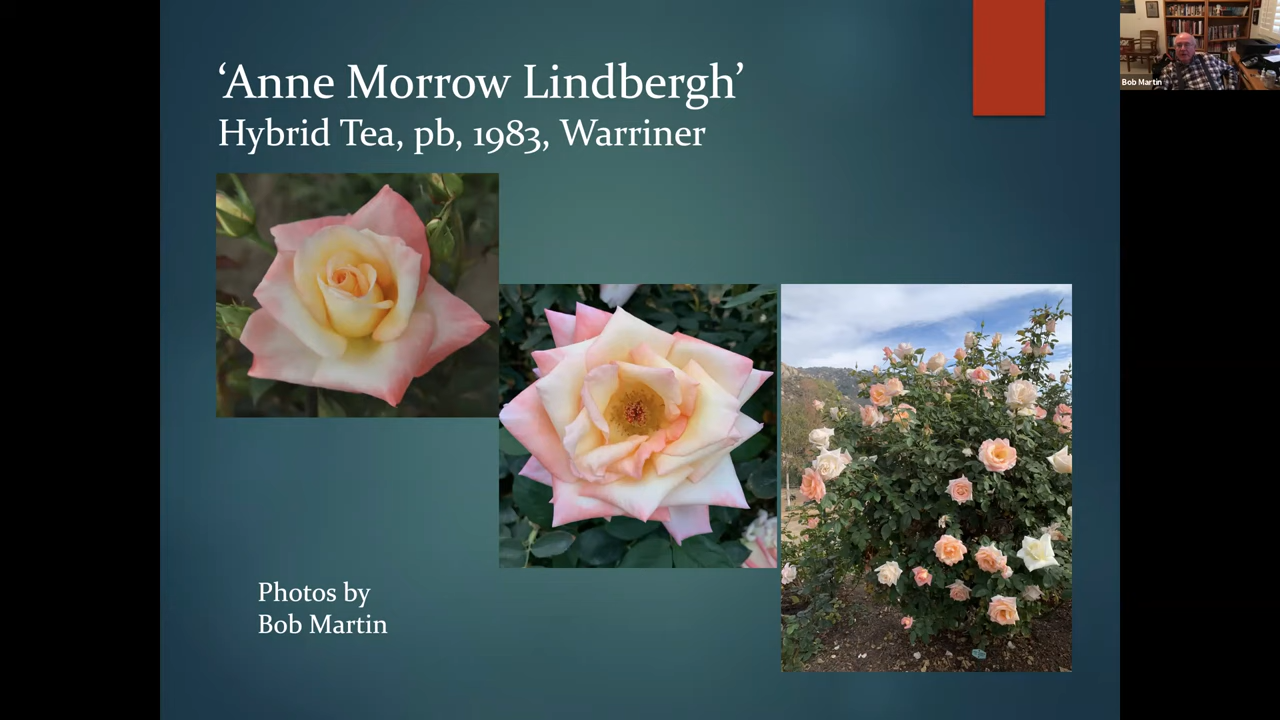 ‘Anne Morrow Lindbergh’
Hybrid Tea, pb, 1983, Warriner
Photos by
Bob Martin
Bob Martin